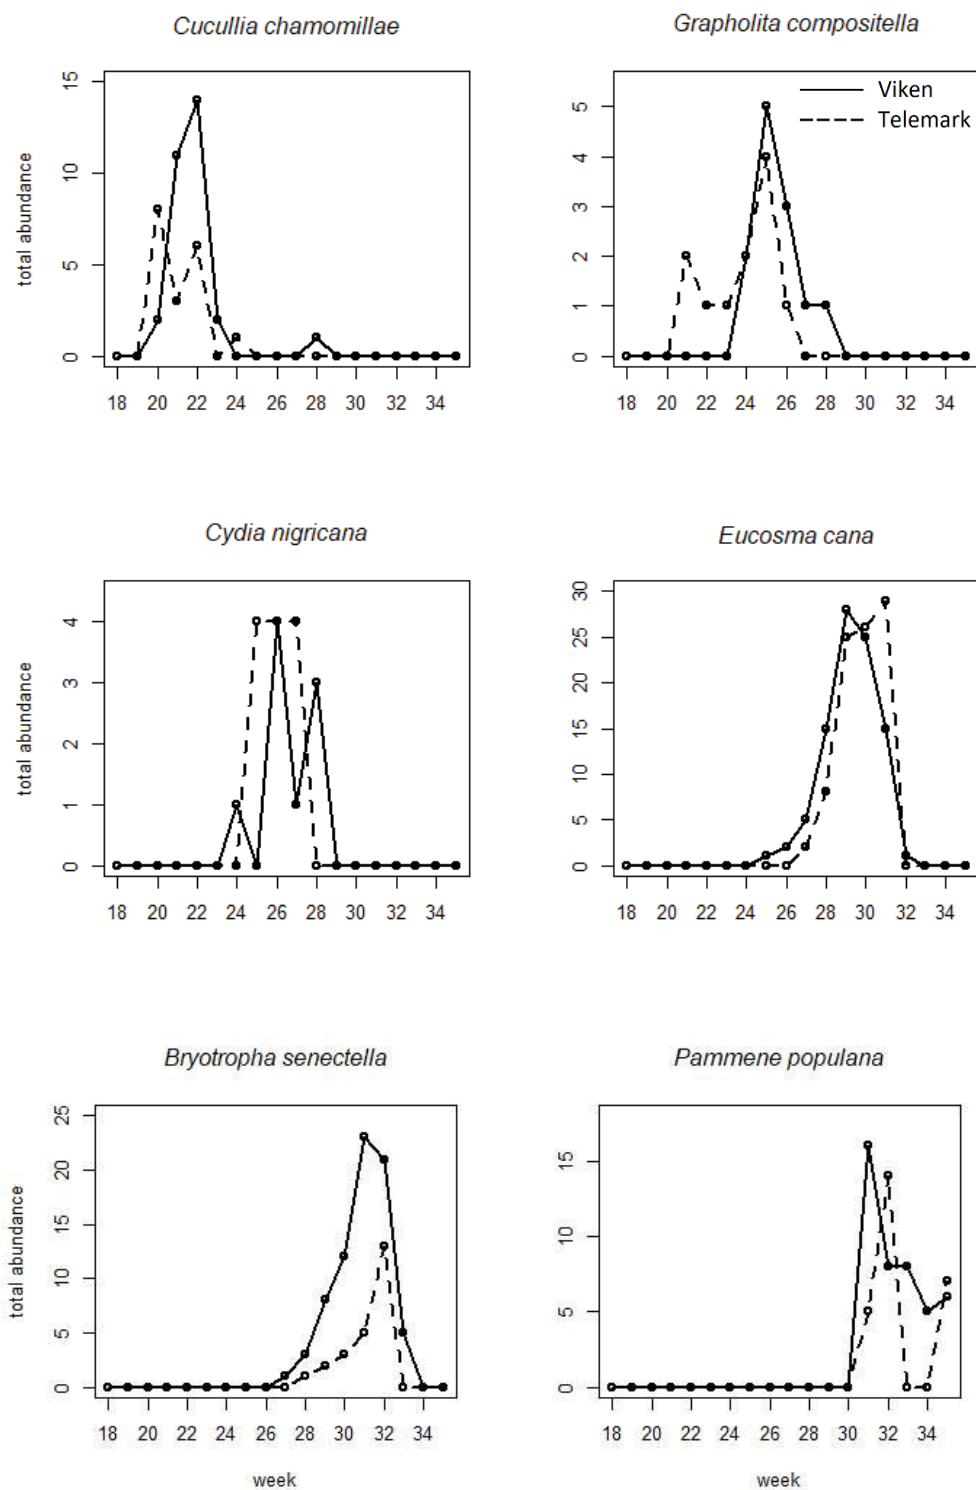 Cucullia chamomillae
Grapholita compositella
total abundance
15
10
5
0
18 20 22 24 26 28 30 32 34
Viken
Telemark
5
4
3
2
1
0
18 20 22 24 26 28 30 32 34
Cydia nigricana
Eucosma cana
total abundance
4
3
2
1
0
18 20 22 24 26 28 30 32 34
30
25
20
15
10
5
0
18 20 22 24 26 28 30 32 34
Bryotropha senectella
Pammene populana
total abundance
25
20
15
10
5
0
18 20 22 24 26 28 30 32 34
week
15
10
5
0
18 20 22 24 26 28 30 32 34
week